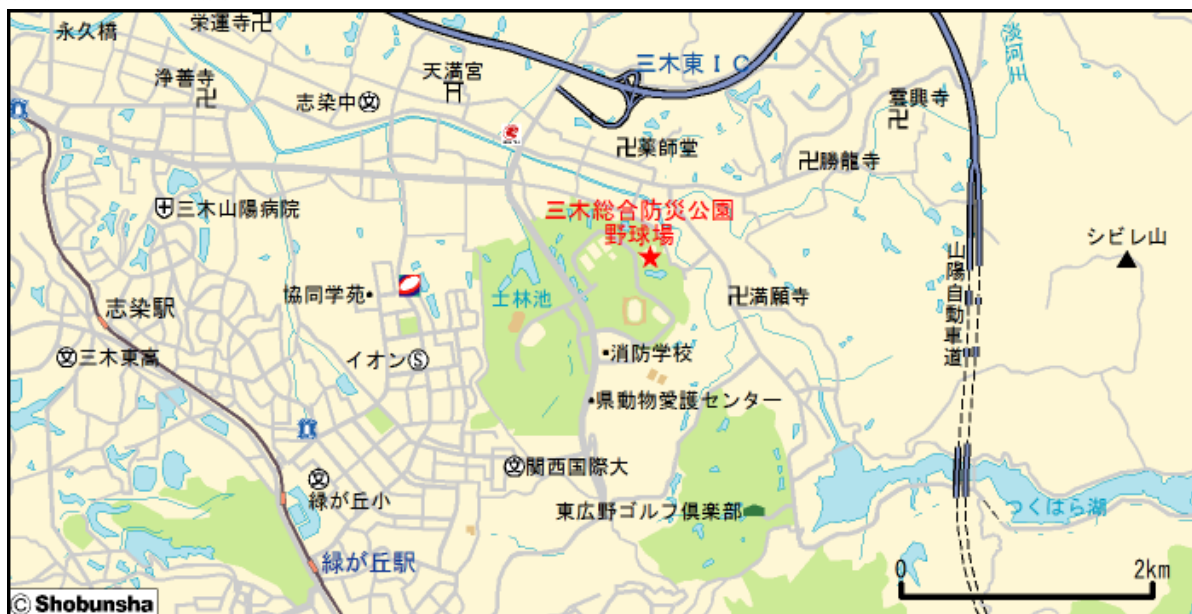 栄運寺
永久橋
三木東IC
淡河
天満宮
浄善寺
志染中
文
雲興寺
薬師堂
勝龍寺
三木山陽病院
三木総合防災公園
野球場
シビレ山
山陽自動車道
協同学苑
士林池
満願寺
志染駅
文
三木東高
イオン
S
消防学校
県動物愛護センター
文
関西国際大
文
緑が丘小
東広野ゴルフ倶楽部
つくはら湖
緑が丘駅
0
2km
© Shobunsha